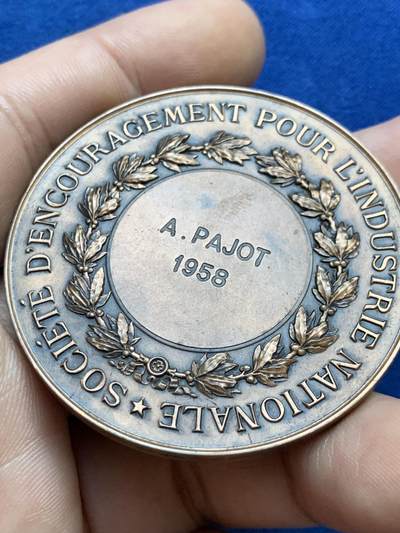 SOCIÉTÉ D'ENCOURAGEMENT POUR L'INDUSTRIE NATIONALE ★
A. PAJOT
1958